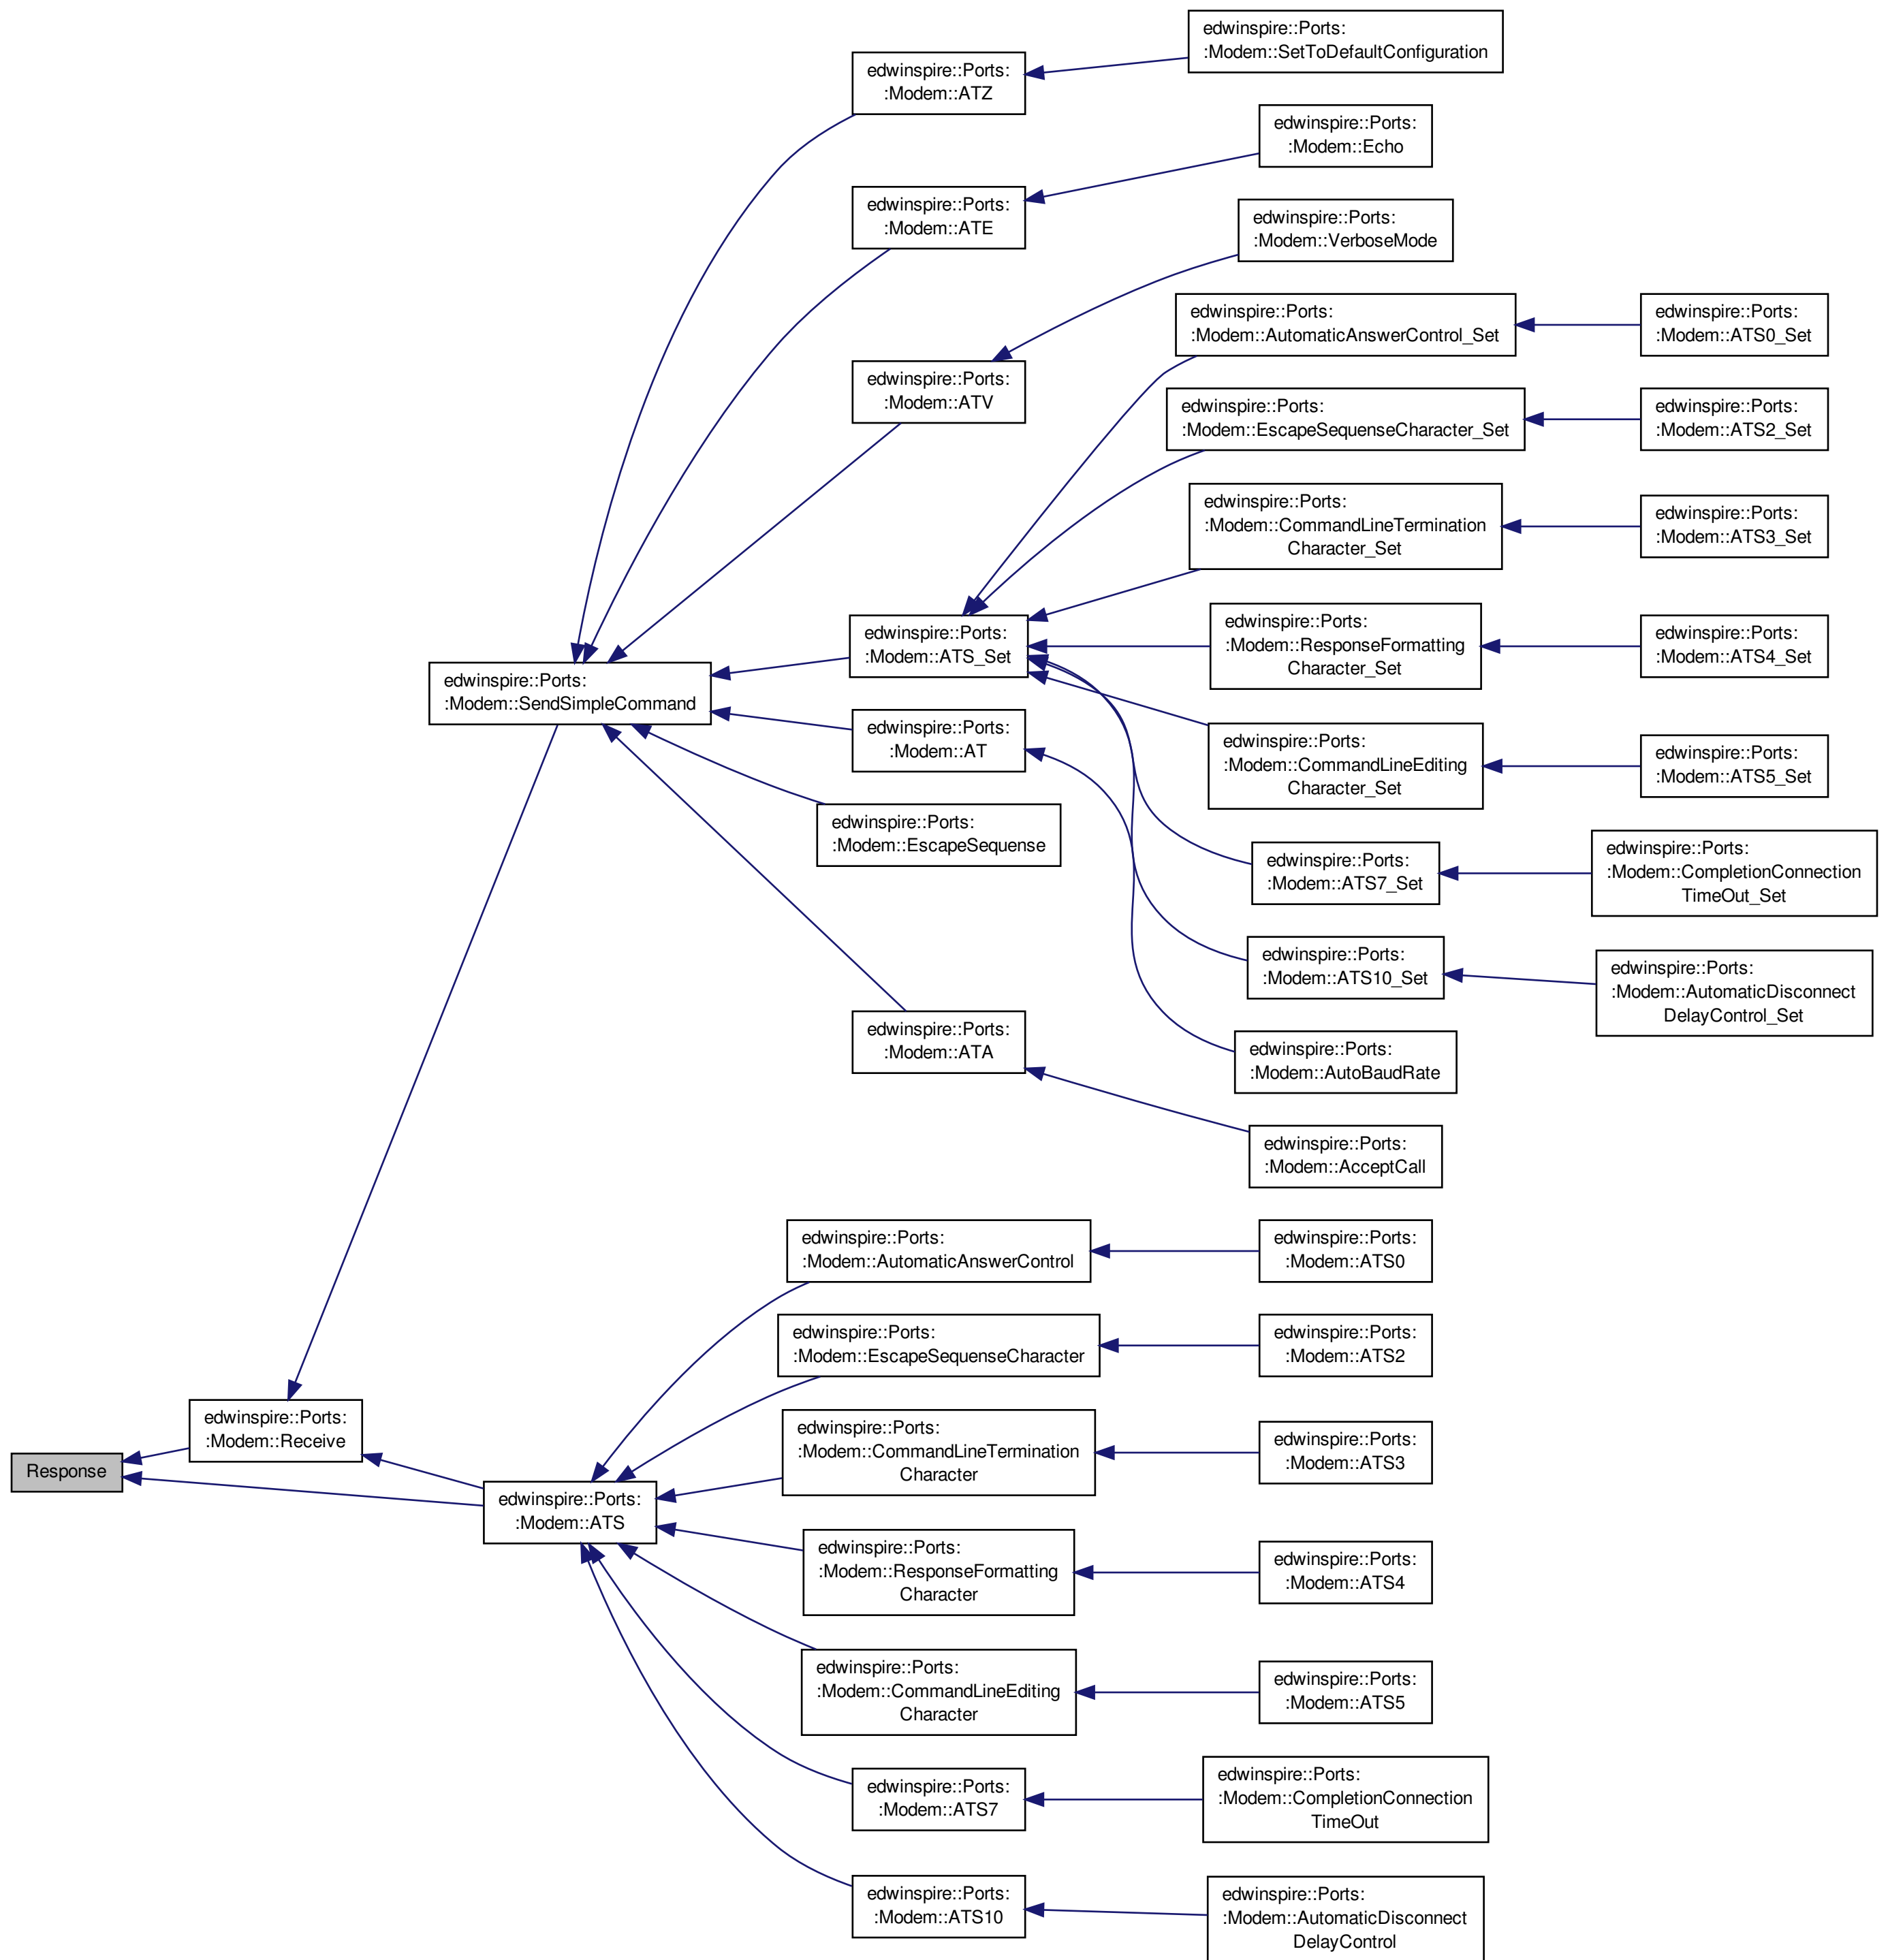 edwinspire::Ports:
:Modem::SetToDefaultConfiguration
edwinspire::Ports:
:Modem::ATZ
edwinspire::Ports:
:Modem::Echo
edwinspire::Ports:
:Modem::ATE
edwinspire::Ports:
:Modem::VerboseMode
edwinspire::Ports:
:Modem::ATV
edwinspire::Ports:
:Modem::AutomaticAnswerControl_Set
edwinspire::Ports:
:Modem::ATS0_Set
edwinspire::Ports:
:Modem::EscapeSequenseCharacter_Set
edwinspire::Ports:
:Modem::ATS2_Set
edwinspire::Ports:
:Modem::CommandLineTermination
Character_Set
edwinspire::Ports:
:Modem::ATS3_Set
edwinspire::Ports:
:Modem::ATS_Set
edwinspire::Ports:
:Modem::ResponseFormatting
Character_Set
edwinspire::Ports:
:Modem::ATS4_Set
edwinspire::Ports:
:Modem::SendSimpleCommand
edwinspire::Ports:
:Modem::AT
edwinspire::Ports:
:Modem::CommandLineEditing
Character_Set
edwinspire::Ports:
:Modem::ATS5_Set
edwinspire::Ports:
:Modem::EscapeSequense
edwinspire::Ports:
:Modem::ATS7_Set
edwinspire::Ports:
:Modem::CompletionConnection
TimeOut_Set
edwinspire::Ports:
:Modem::ATS10_Set
edwinspire::Ports:
:Modem::AutomaticDisconnect
DelayControl_Set
edwinspire::Ports:
:Modem::ATA
edwinspire::Ports:
:Modem::AutoBaudRate
edwinspire::Ports:
:Modem::AcceptCall
edwinspire::Ports:
:Modem::AutomaticAnswerControl
edwinspire::Ports:
:Modem::ATS0
edwinspire::Ports:
:Modem::EscapeSequenseCharacter
edwinspire::Ports:
:Modem::ATS2
edwinspire::Ports:
:Modem::Receive
Response
edwinspire::Ports:
:Modem::CommandLineTermination
Character
edwinspire::Ports:
:Modem::ATS3
edwinspire::Ports:
:Modem::ATS
edwinspire::Ports:
:Modem::ResponseFormatting
Character
edwinspire::Ports:
:Modem::ATS4
edwinspire::Ports:
:Modem::CommandLineEditing
Character
edwinspire::Ports:
:Modem::ATS5
edwinspire::Ports:
:Modem::ATS7
edwinspire::Ports:
:Modem::CompletionConnection
TimeOut
edwinspire::Ports:
:Modem::ATS10
edwinspire::Ports:
:Modem::AutomaticDisconnect
DelayControl